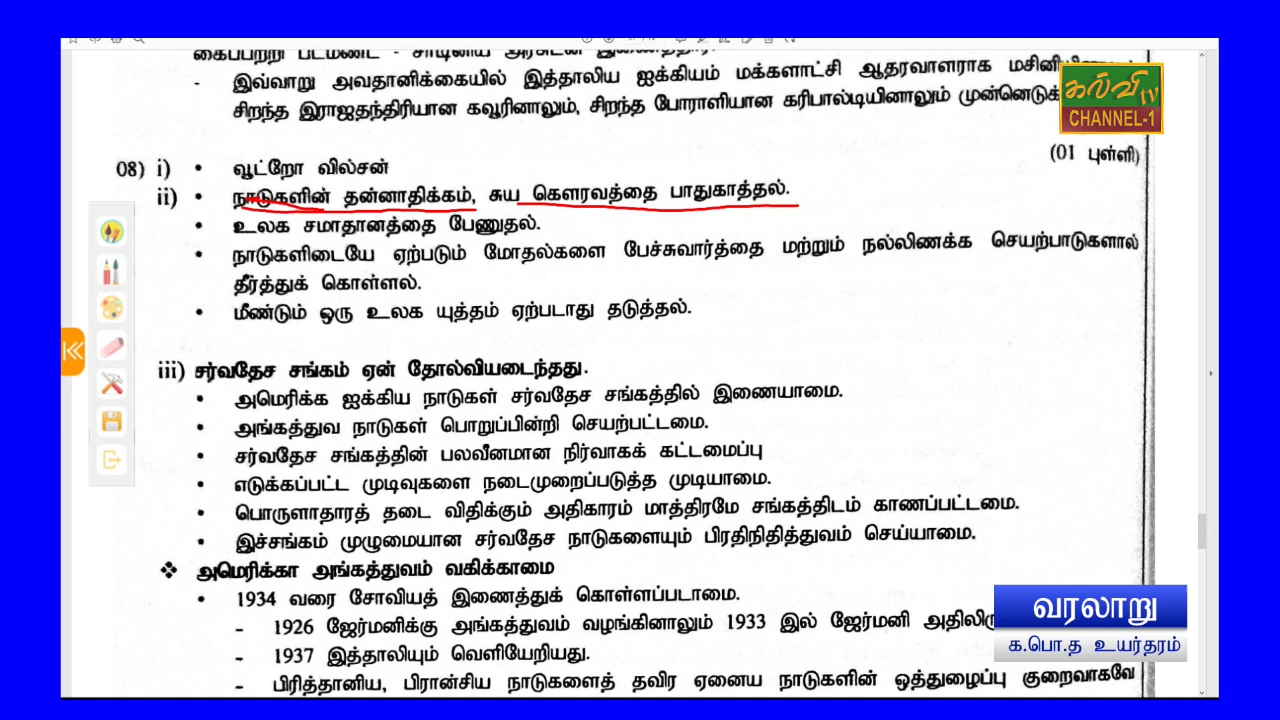 - இவ்வாறு அவதானிக்கையில் இத்தாலிய ஐக்கியம் மக்களாட்சி ஆதரவாளராக
சிறந்த இராஜதந்திரியான கவூரினாலும், சிறந்த போராளியான கரிபால்டியினாலும்
கல்வி tv
CHANNEL-1
(01 புள்ளி)
08) i) • வூட்றோ வில்சன்
ii) • நாடுகளின் தன்னாதிக்கம், சுய கௌரவத்தை பாதுகாத்தல்.
• உலக சமாதானத்தை பேணுதல்.
• நாடுகளிடையே ஏற்படும் மோதல்களை பேச்சுவார்த்தை மற்றும் நல்லிணக்க செயற்பாடுகளால்
தீர்த்துக் கொள்ளல்.
• மீண்டும் ஒரு உலக யுத்தம் ஏற்படாது தடுத்தல்.
iii) சர்வதேச சங்கம் ஏன் தோல்வியடைந்தது.
• அமெரிக்க ஐக்கிய நாடுகள் சர்வதேச சங்கத்தில் இணையாமை.
• அங்கத்துவ நாடுகள் பொறுப்பின்றி செயற்பட்டமை.
• சர்வதேச சங்கத்தின் பலவீனமான நிர்வாகக் கட்டமைப்பு
• எடுக்கப்பட்ட முடிவுகளை நடைமுறைப்படுத்த முடியாமை.
• பொருளாதாரத் தடை விதிக்கும் அதிகாரம் மாத்திரமே சங்கத்திடம் காணப்பட்டமை.
• இச்சங்கம் முழுமையான சர்வதேச நாடுகளையும் பிரதிநிதித்துவம் செய்யாமை.
❖ அமெரிக்கா அங்கத்துவம் வகிக்காமை
• 1934 வரை சோவியத் இணைத்துக் கொள்ளப்படாமை.
- 1926 ஜேர்மனிக்கு அங்கத்துவம் வழங்கினாலும் 1933 இல் ஜேர்மனி
- 1937 இத்தாலியும் வெளியேறியது.
- பிரித்தானிய, பிரான்சிய நாடுகளைத் தவிர ஏனைய நாடுகளின் ஒத்துழைப்பு குறைவாகவே
வரலாறு
க.பொ.த உயர்தரம்